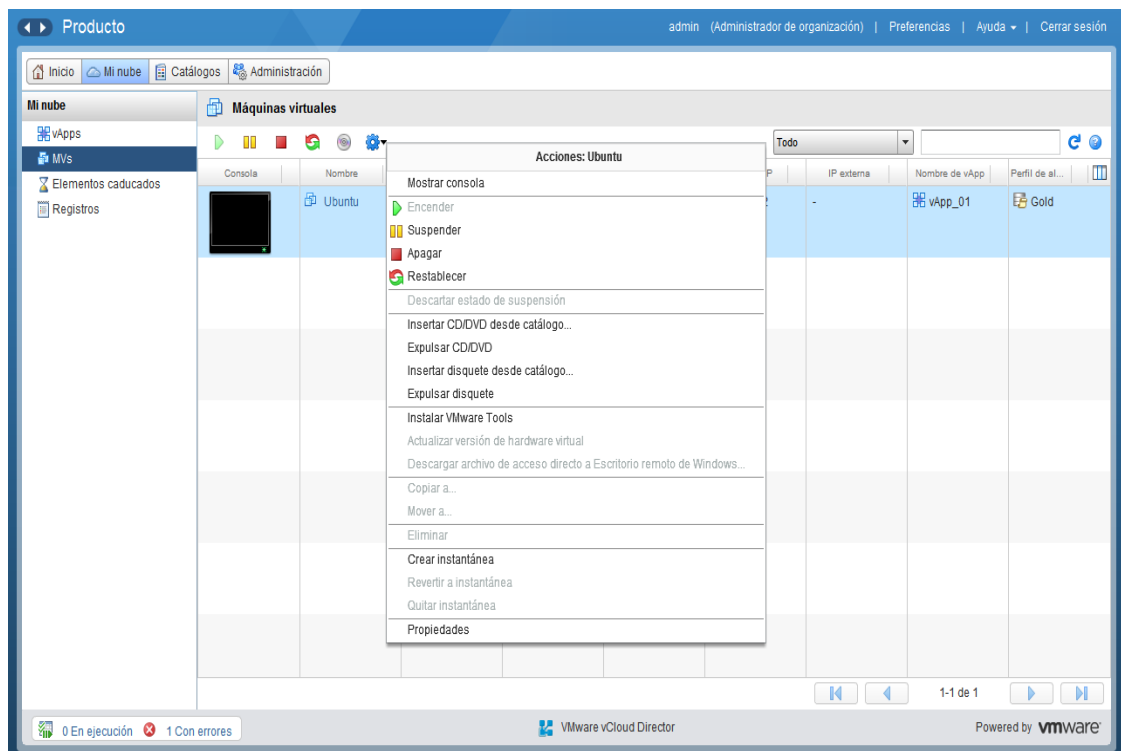 Producto
admin (Administrador de organización) | Preferencias | Ayuda | Cerrar sesión
Inicio Mi nube Catálogos Administración
Mi nube
vApps
MVs
Elementos caducados
Registros
Máquinas virtuales
Todo
Consola Nombre P IP externa Nombre de vApp Perfil de al...
Ubuntu - vApp_01 Gold
Acciones: Ubuntu
Mostrar consola
Encender
Suspender
Apagar
Restablecer
Descartar estado de suspensión
Insertar CD/DVD desde catálogo...
Expulsar CD/DVD
Insertar disquete desde catálogo...
Expulsar disquete
Instalar VMware Tools
Actualizar versión de hardware virtual
Descargar archivo de acceso directo a Escritorio remoto de Windows...
Copiar a...
Mover a...
Eliminar
Crear instantánea
Revertir a instantánea
Quitar instantánea
Propiedades
1-1 de 1
0 En ejecución 1 Con errores
VMware vCloud Director
Powered by vmware